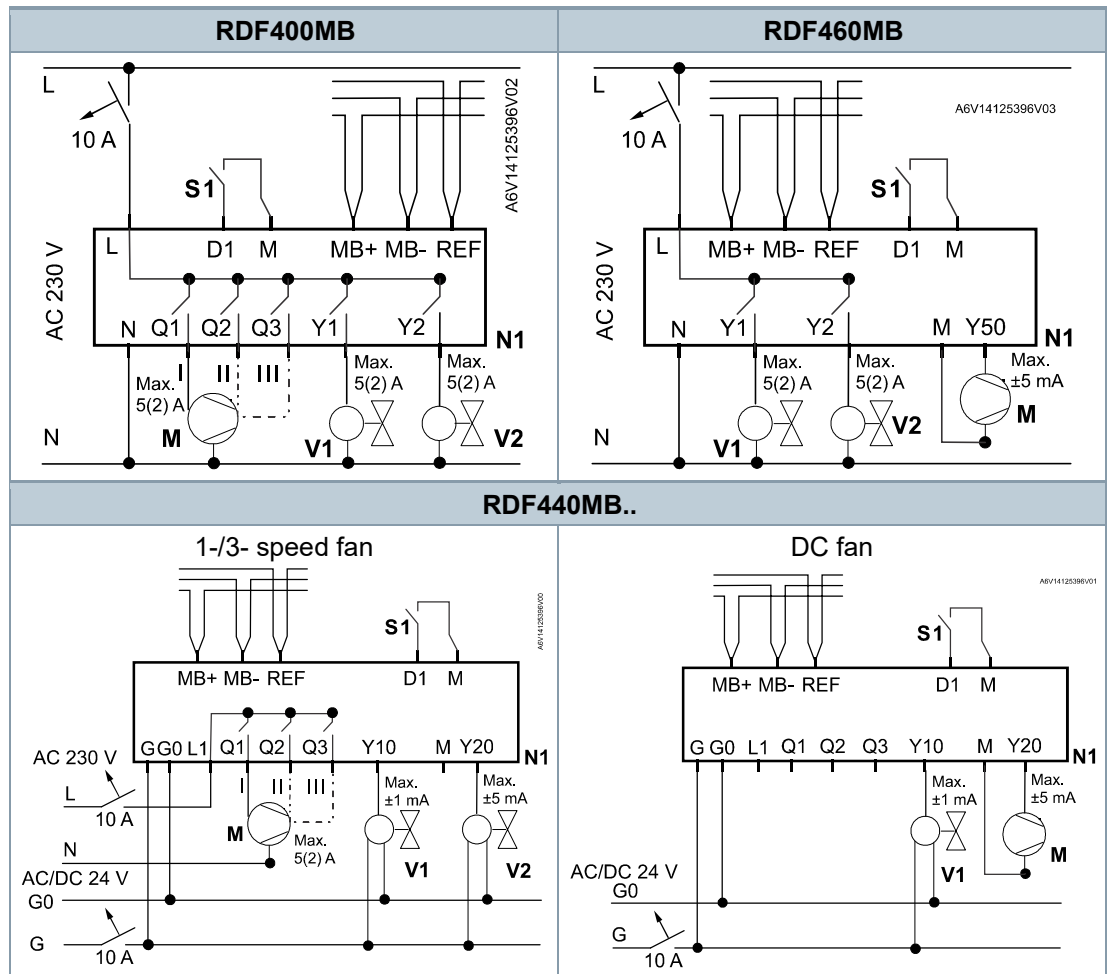 RDF400MB
L
10 A
S1
A6V14125396V02
AC 230 V
L D1 M MB+ MB- REF
N Q1 Q2 Q3 Y1 Y2
N1
I II III
Max.
5(2) A
Max.
5(2) A
Max.
5(2) A
M
V1
V2
N
RDF460MB
L
10 A
A6V14125396V03
S1
AC 230 V
L MB+ MB- REF D1 M
N Y1 Y2 M Y50
N1
Max.
5(2) A
Max.
5(2) A
Max.
±5 mA
V1
V2
M
N
RDF440MB..
1-/3- speed fan
A6V14125396V00
S1
MB+ MB- REF D1 M
G G0 L1 Q1 Q2 Q3 Y10 M Y20
N1
AC 230 V
L
10 A
I II III
Max.
±1 mA
Max.
±5 mA
M
Max.
5(2) A
V1
V2
N
AC/DC 24 V
G0
G
10 A
DC fan
A6V14125396V01
S1
MB+ MB- REF D1 M
G G0 L1 Q1 Q2 Q3 Y10 M Y20
N1
Max.
±1 mA
Max.
±5 mA
V1
M
AC/DC 24 V
G0
G
10 A